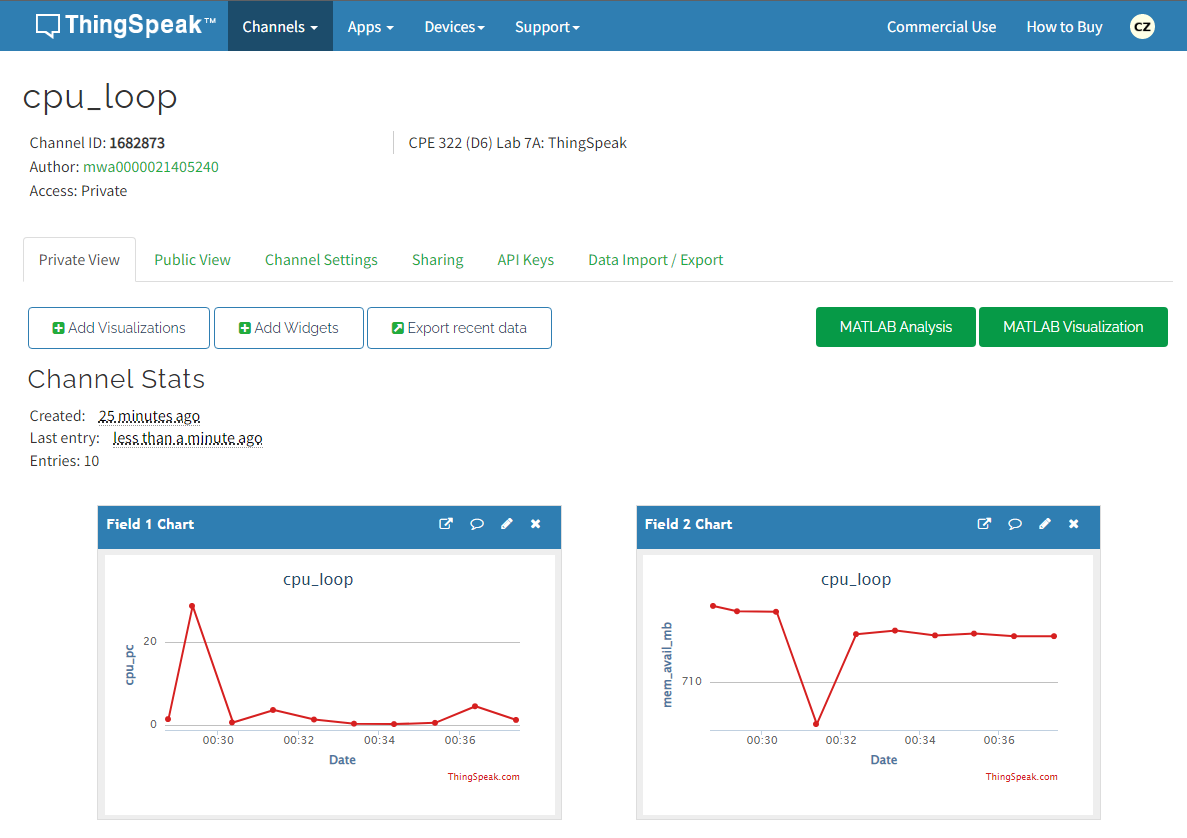 ThingSpeak™ Channels Apps Devices Support Commercial Use How to Buy CZ
cpu_loop
Channel ID: 1682873
Author: mwa0000021405240
Access: Private
CPE 322 (D6) Lab 7A: ThingSpeak
Private View Public View Channel Settings Sharing API Keys Data Import / Export
Add Visualizations Add Widgets Export recent data MATLAB Analysis MATLAB Visualization
Channel Stats
Created: 25 minutes ago
Last entry: less than a minute ago
Entries: 10
Field 1 Chart
cpu_loop
cpu_pc
20
0
00:30 00:32 00:34 00:36
Date
ThingSpeak.com
Field 2 Chart
cpu_loop
mem_avail_mb
710
00:30 00:32 00:34 00:36
Date
ThingSpeak.com